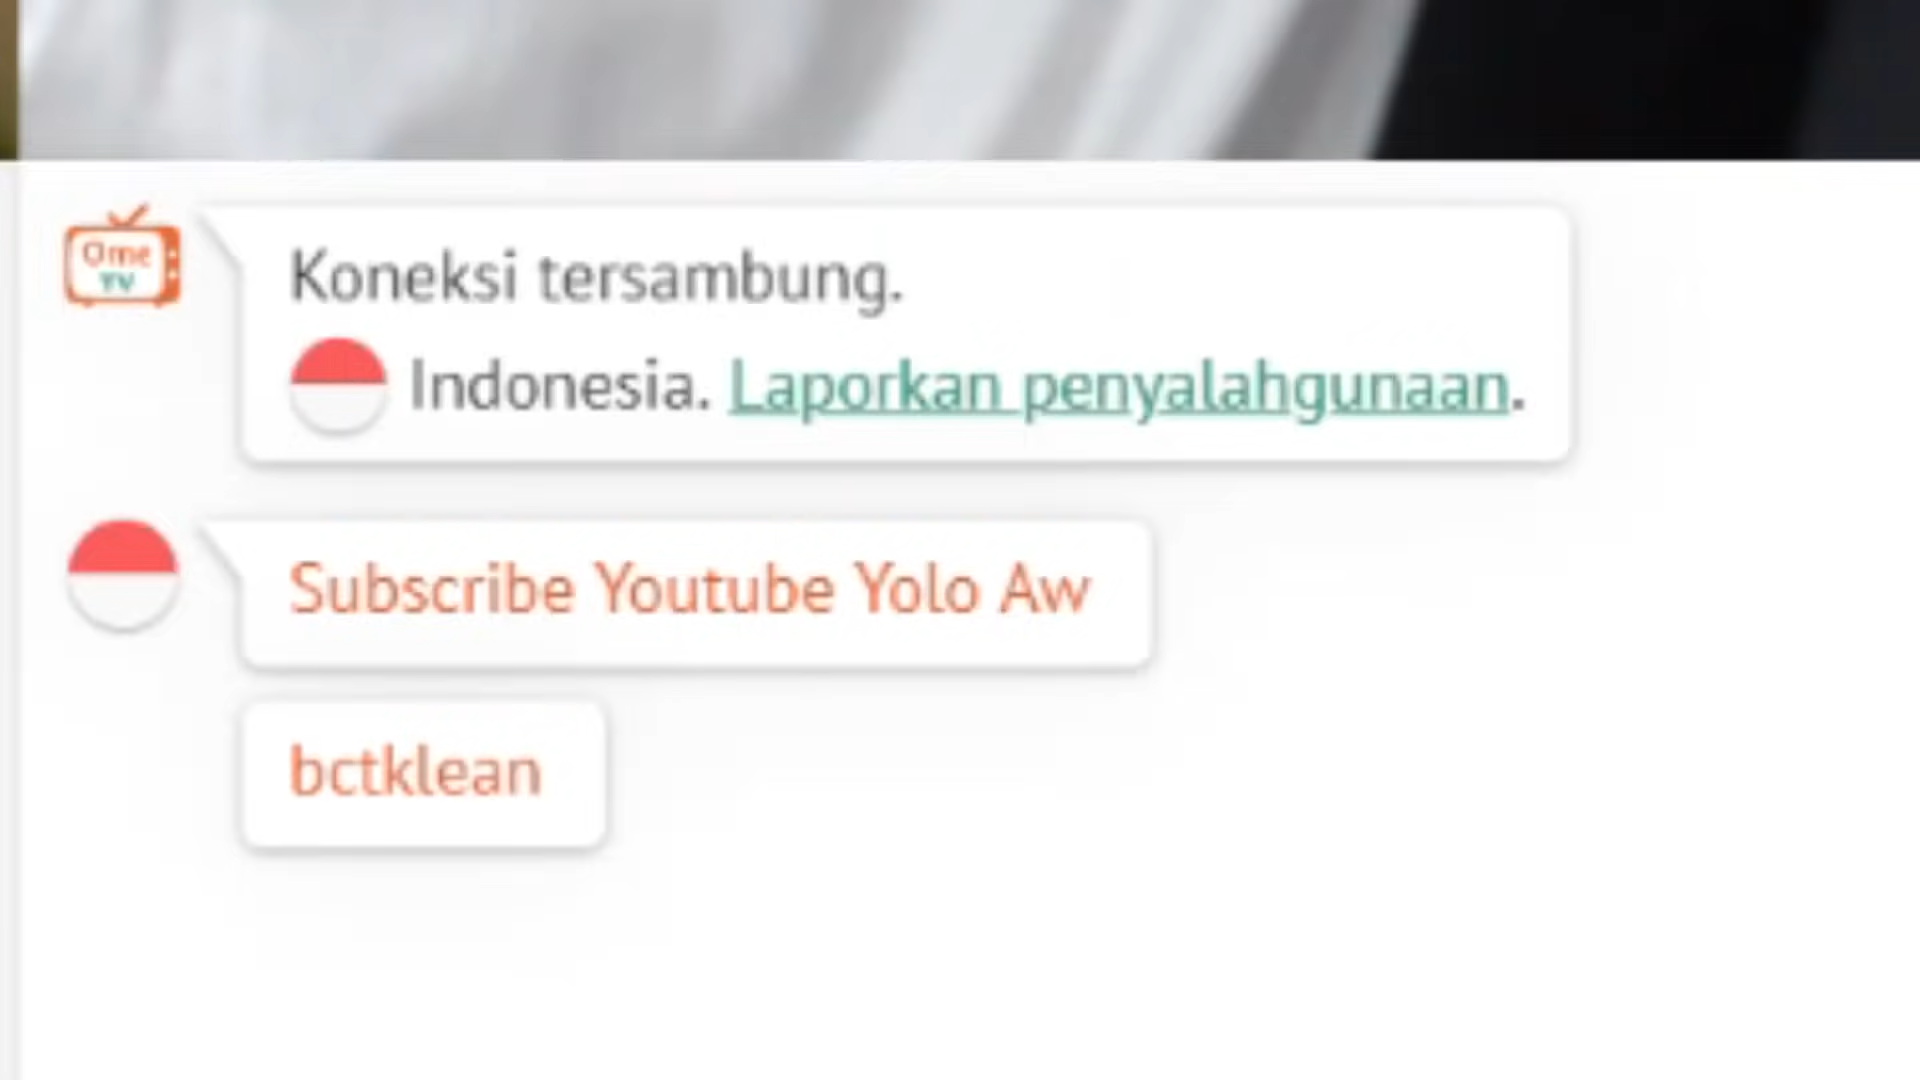 Ome
TV
Koneksi tersambung.
Indonesia. Laporkan penyalahgunaan.
Subscribe Youtube Yolo Aw
bctklean